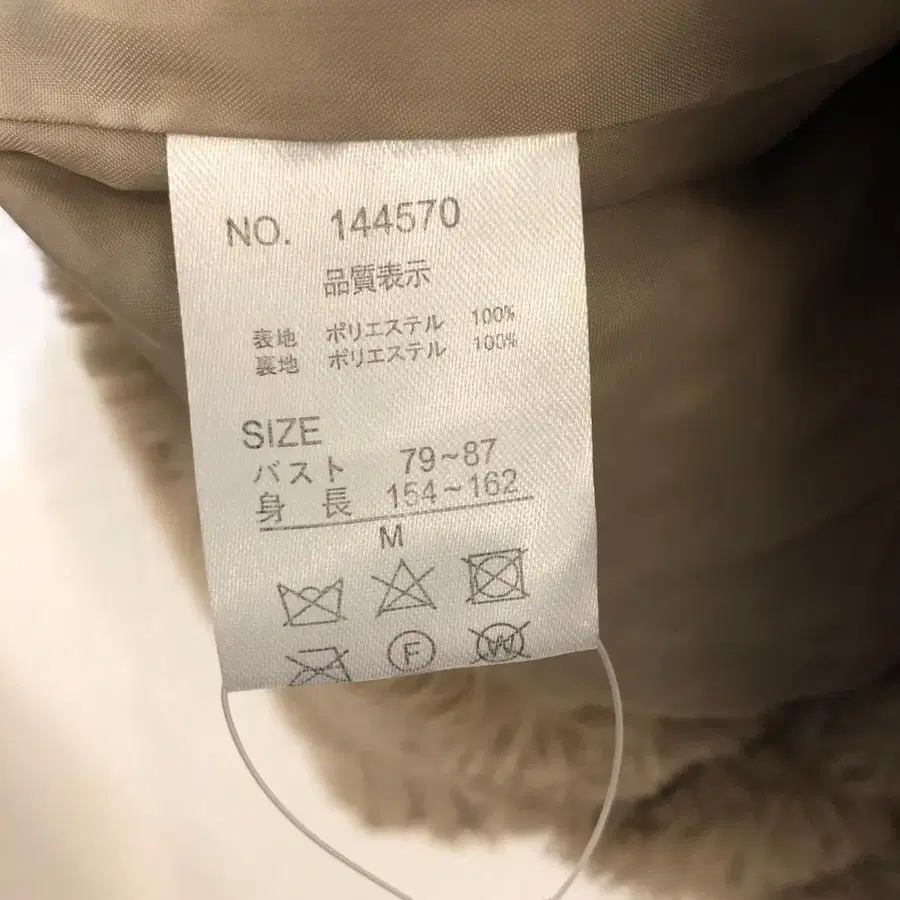 NO. 144570
品質表示
表地 ポリエステル 100%
裏地 ポリエステル 100%
SIZE
バスト 79~87
身長 154~162
M
F
W